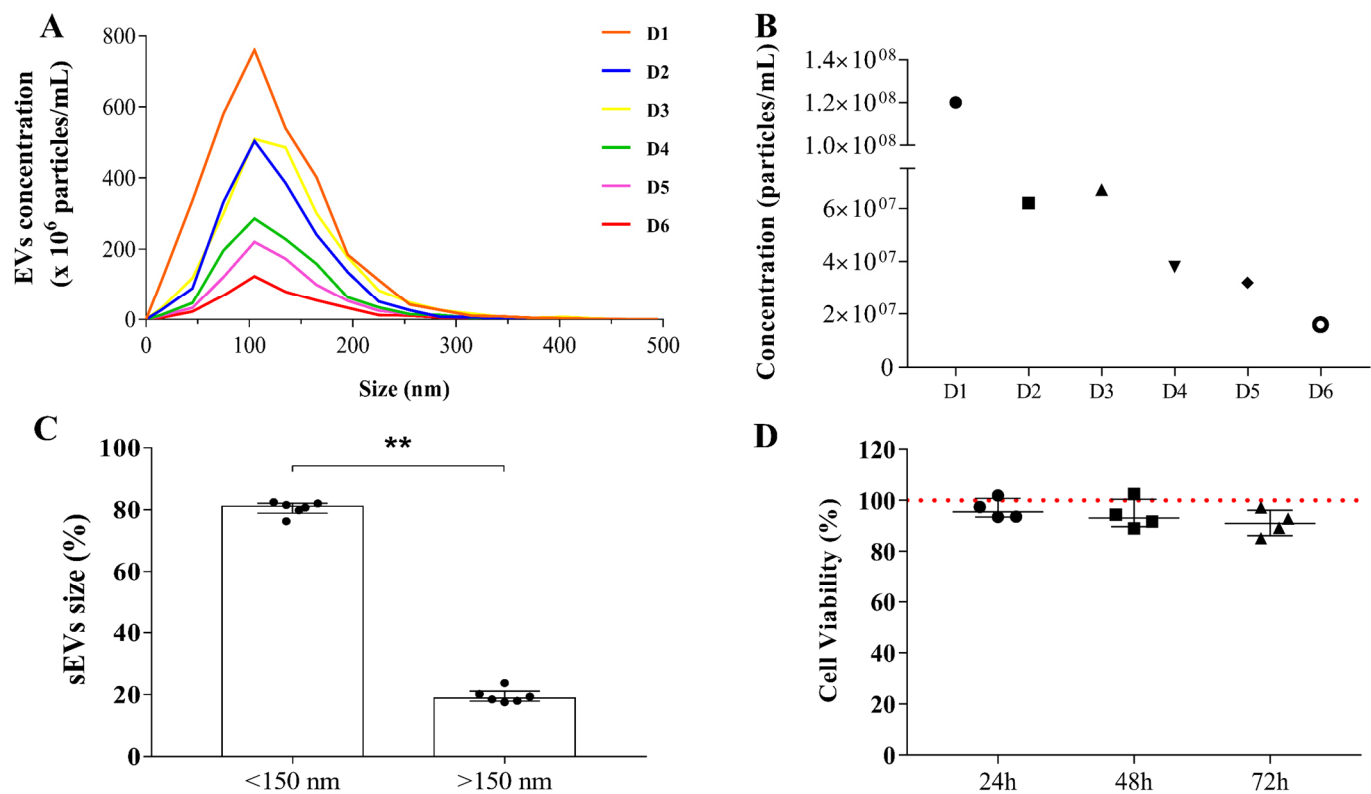 A
EVs concentration
(x 10⁶ particles/mL)
800
600
400
200
0
0 100 200 300 400 500
Size (nm)
D1
D2
D3
D4
D5
D6
B
Concentration (particles/mL)
1.4×10⁰⁸
1.2×10⁰⁸
1.0×10⁰⁸
6×10⁰⁷
4×10⁰⁷
2×10⁰⁷
0
D1 D2 D3 D4 D5 D6
C
sEVs size (%)
100
80
60
40
20
0
**
<150 nm >150 nm
D
Cell Viability (%)
120
100
80
60
40
20
0
24h 48h 72h